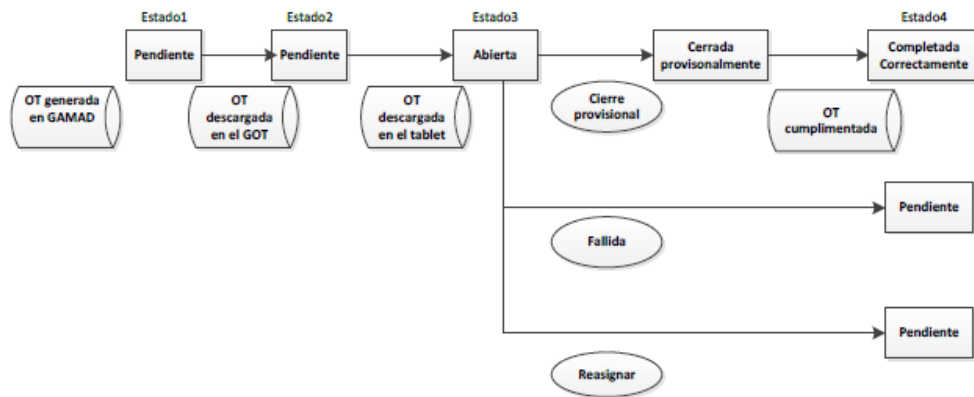 Estado1
Estado2
Estado3
Estado4
Pendiente
Pendiente
Abierta
Cerrada
provisonalmente
Completada
Correctamente
OT generada
en GAMAD
OT
descargada
en el GOT
OT
descargada
en el tablet
Cierre
provisional
OT
cumplimentada
Pendiente
Fallida
Pendiente
Reasignar